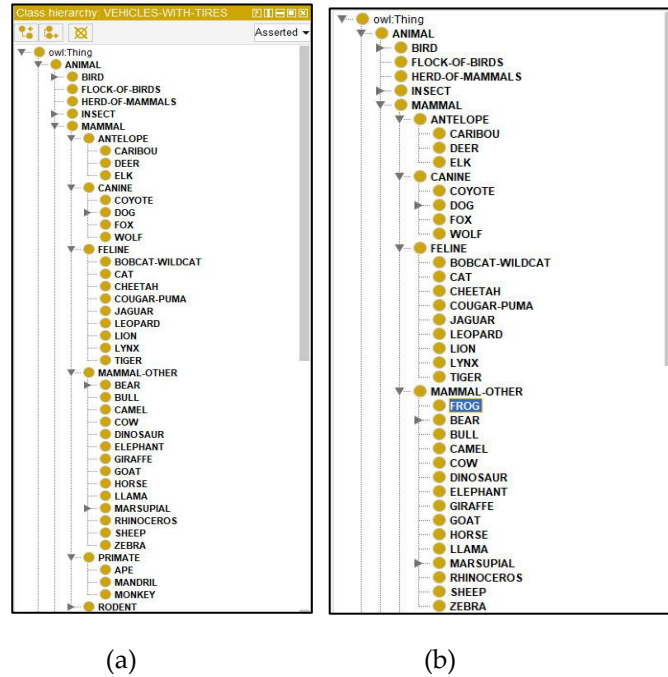 Class hierarchy: VEHICLES-WITH-TIRES
Asserted
owl:Thing
ANIMAL
BIRD
FLOCK-OF-BIRDS
HERD-OF-MAMMALS
INSECT
MAMMAL
ANTELOPE
CARIBOU
DEER
ELK
CANINE
COYOTE
DOG
FOX
WOLF
FELINE
BOBCAT-WILDCAT
CAT
CHEETAH
COUGAR-PUMA
JAGUAR
LEOPARD
LION
LYNX
TIGER
MAMMAL-OTHER
BEAR
BULL
CAMEL
COW
DINOSAUR
ELEPHANT
GIRAFFE
GOAT
HORSE
LLAMA
MARSUPIAL
RHINOCEROS
SHEEP
ZEBRA
PRIMATE
APE
MANDRIL
MONKEY
RODENT
(a)
owl:Thing
ANIMAL
BIRD
FLOCK-OF-BIRDS
HERD-OF-MAMMALS
INSECT
MAMMAL
ANTELOPE
CARIBOU
DEER
ELK
CANINE
COYOTE
DOG
FOX
WOLF
FELINE
BOBCAT-WILDCAT
CAT
CHEETAH
COUGAR-PUMA
JAGUAR
LEOPARD
LION
LYNX
TIGER
MAMMAL-OTHER
FROG
BEAR
BULL
CAMEL
COW
DINOSAUR
ELEPHANT
GIRAFFE
GOAT
HORSE
LLAMA
MARSUPIAL
RHINOCEROS
SHEEP
ZEBRA
(b)